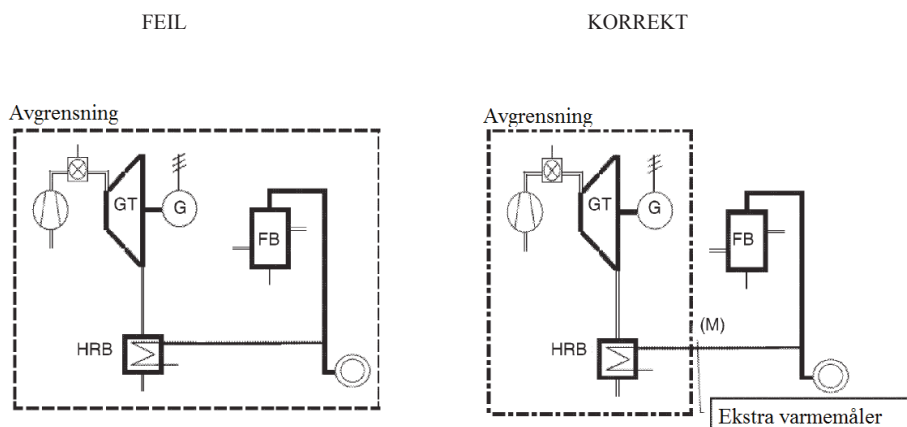 FEIL
KORREKT
Avgrensning
GT
G
FB
HRB
Avgrensning
GT
G
FB
(M)
HRB
Ekstra varmemåler